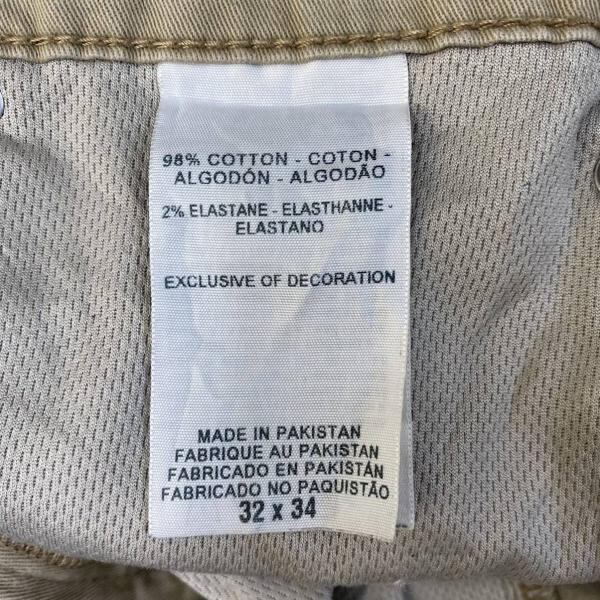 98% COTTON - COTON -
ALGODÓN - ALGODÃO
2% ELASTANE - ELASTHANNE -
ELASTANO
EXCLUSIVE OF DECORATION
MADE IN PAKISTAN
FABRIQUE AU PAKISTAN
FABRICADO EN PAKISTÁN
FABRICADO NO PAQUISTÃO
32 x 34